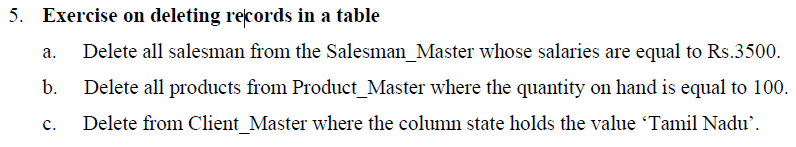 5. Exercise on deleting records in a table
a. Delete all salesman from the Salesman_Master whose salaries are equal to Rs.3500.
b. Delete all products from Product_Master where the quantity on hand is equal to 100.
c. Delete from Client_Master where the column state holds the value ‘Tamil Nadu’.